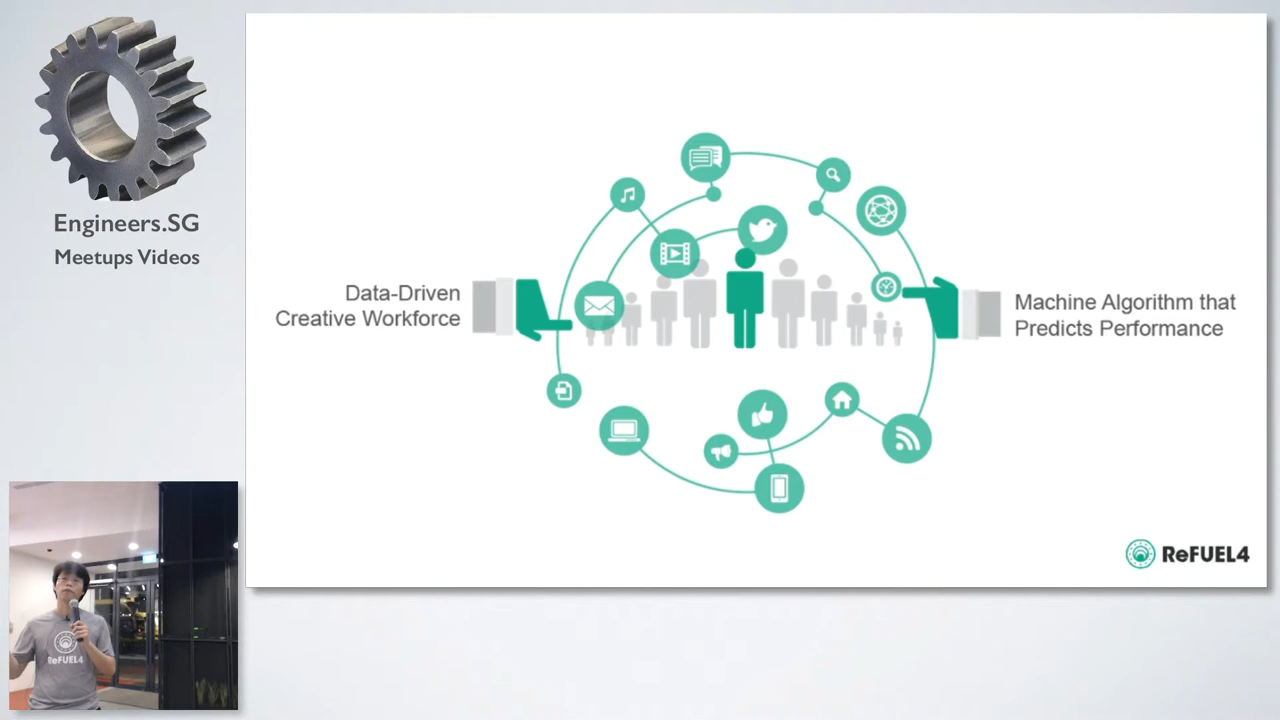 Engineers.SG
Meetups Videos
Data-Driven
Creative Workforce
Machine Algorithm that
Predicts Performance
ReFUEL4
ReFUEL4